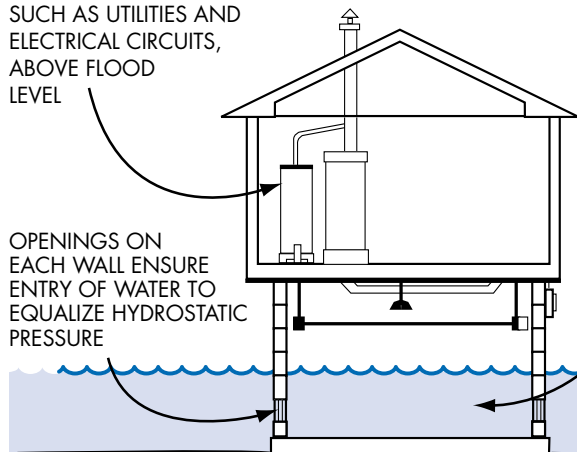 SUCH AS UTILITIES AND
ELECTRICAL CIRCUITS,
ABOVE FLOOD
LEVEL
OPENINGS ON
EACH WALL ENSURE
ENTRY OF WATER TO
EQUALIZE HYDROSTATIC
PRESSURE